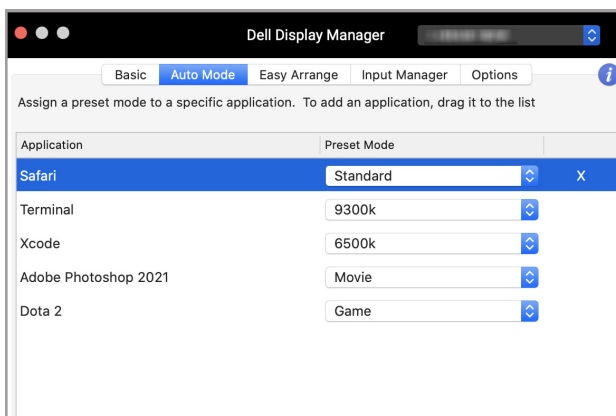 Dell Display Manager
Basic Auto Mode Easy Arrange Input Manager Options i
Assign a preset mode to a specific application. To add an application, drag it to the list
Application Preset Mode
Safari Standard X
Terminal 9300k
Xcode 6500k
Adobe Photoshop 2021 Movie
Dota 2 Game